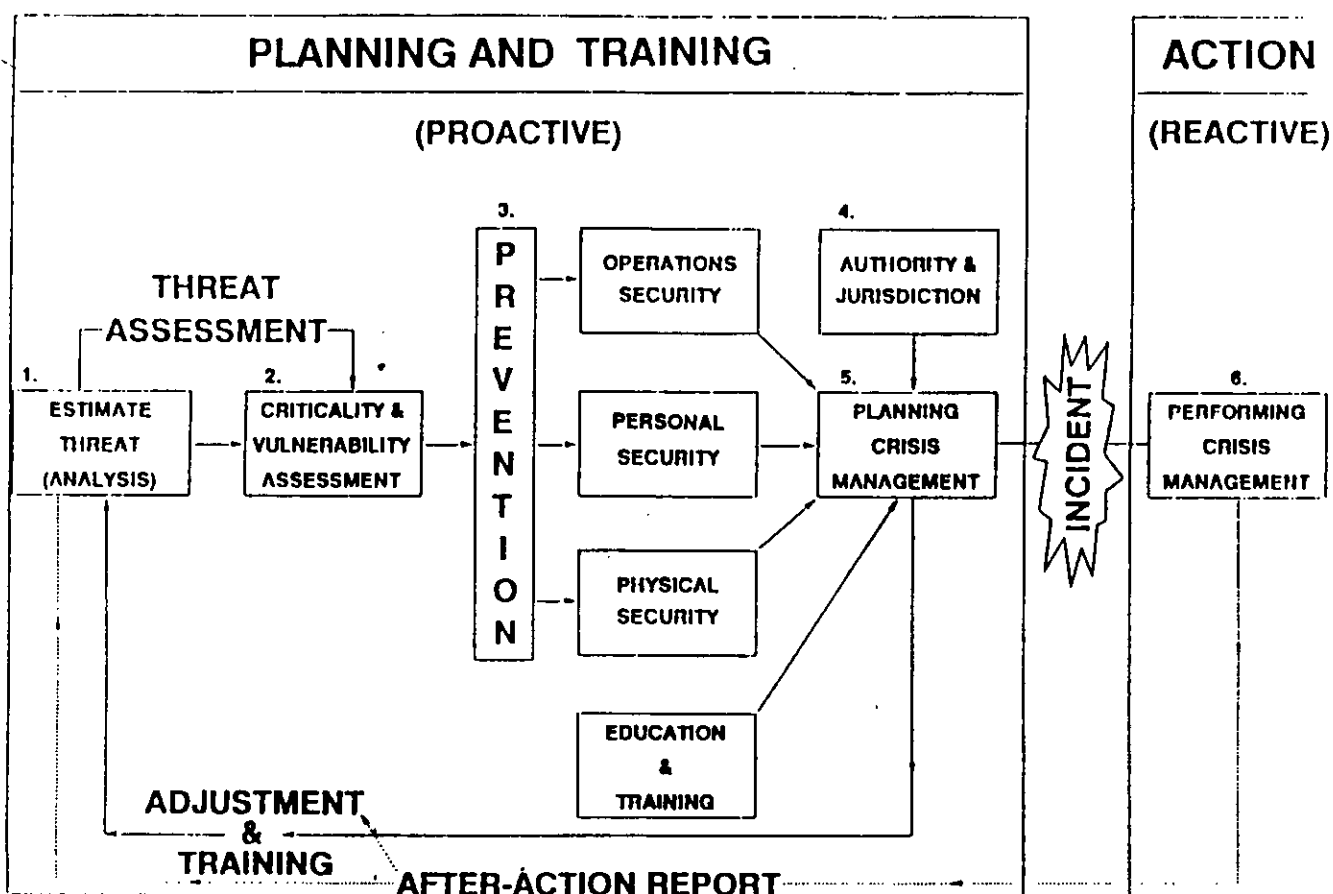 PLANNING AND TRAINING
ACTION
(PROACTIVE)
(REACTIVE)
THREAT
ASSESSMENT
1.
ESTIMATE
THREAT
(ANALYSIS)
2.
CRITICALITY &
VULNERABILITY
ASSESSMENT
3.
P
R
E
V
E
N
T
I
O
N
OPERATIONS
SECURITY
PERSONAL
SECURITY
PHYSICAL
SECURITY
EDUCATION
&
TRAINING
4.
AUTHORITY &
JURISDICTION
5.
PLANNING
CRISIS
MANAGEMENT
INCIDENT
6.
PERFORMING
CRISIS
MANAGEMENT
ADJUSTMENT
&
TRAINING
AFTER-ACTION REPORT